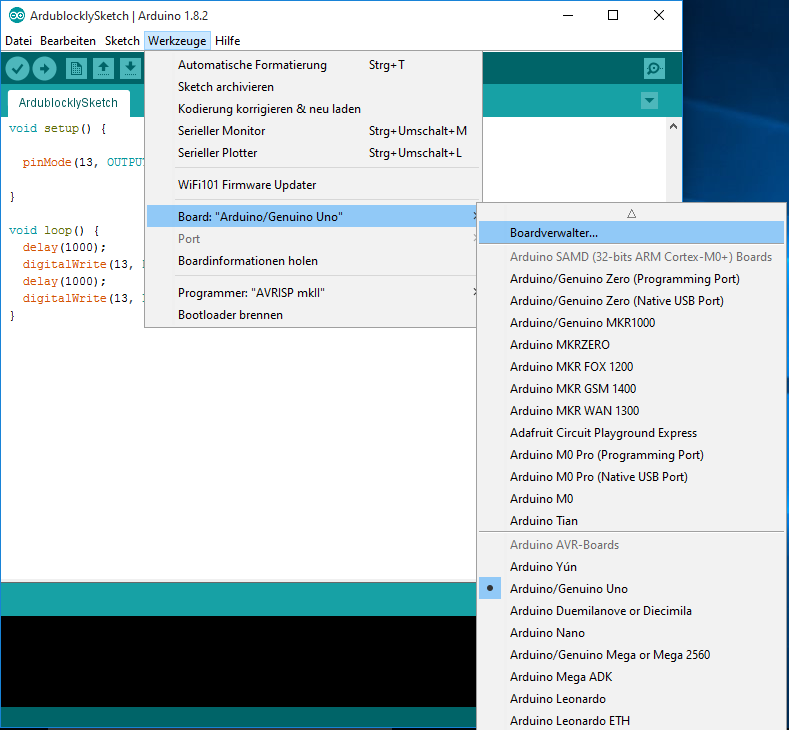 ArdublocklySketch | Arduino 1.8.2
Datei Bearbeiten Sketch Werkzeuge Hilfe
ArdublocklySketch
void setup() {
pinMode(13, OUTPUT
}
void loop() {
delay(1000);
digitalWrite(13,
delay(1000);
digitalWrite(13,
}
Automatische Formatierung Strg+T
Sketch archivieren
Kodierung korrigieren & neu laden
Serieller Monitor Strg+Umschalt+M
Serieller Plotter Strg+Umschalt+L
WiFi101 Firmware Updater
Board: "Arduino/Genuino Uno"
Port
Boardinformationen holen
Programmer: "AVRISP mkII"
Bootloader brennen
Boardverwalter...
Arduino SAMD (32-bits ARM Cortex-M0+) Boards
Arduino/Genuino Zero (Programming Port)
Arduino/Genuino Zero (Native USB Port)
Arduino/Genuino MKR1000
Arduino MKRZERO
Arduino MKR FOX 1200
Arduino MKR GSM 1400
Arduino MKR WAN 1300
Adafruit Circuit Playground Express
Arduino M0 Pro (Programming Port)
Arduino M0 Pro (Native USB Port)
Arduino M0
Arduino Tian
Arduino AVR-Boards
Arduino Yún
Arduino/Genuino Uno
Arduino Duemilanove or Diecimila
Arduino Nano
Arduino/Genuino Mega or Mega 2560
Arduino Mega ADK
Arduino Leonardo
Arduino Leonardo ETH